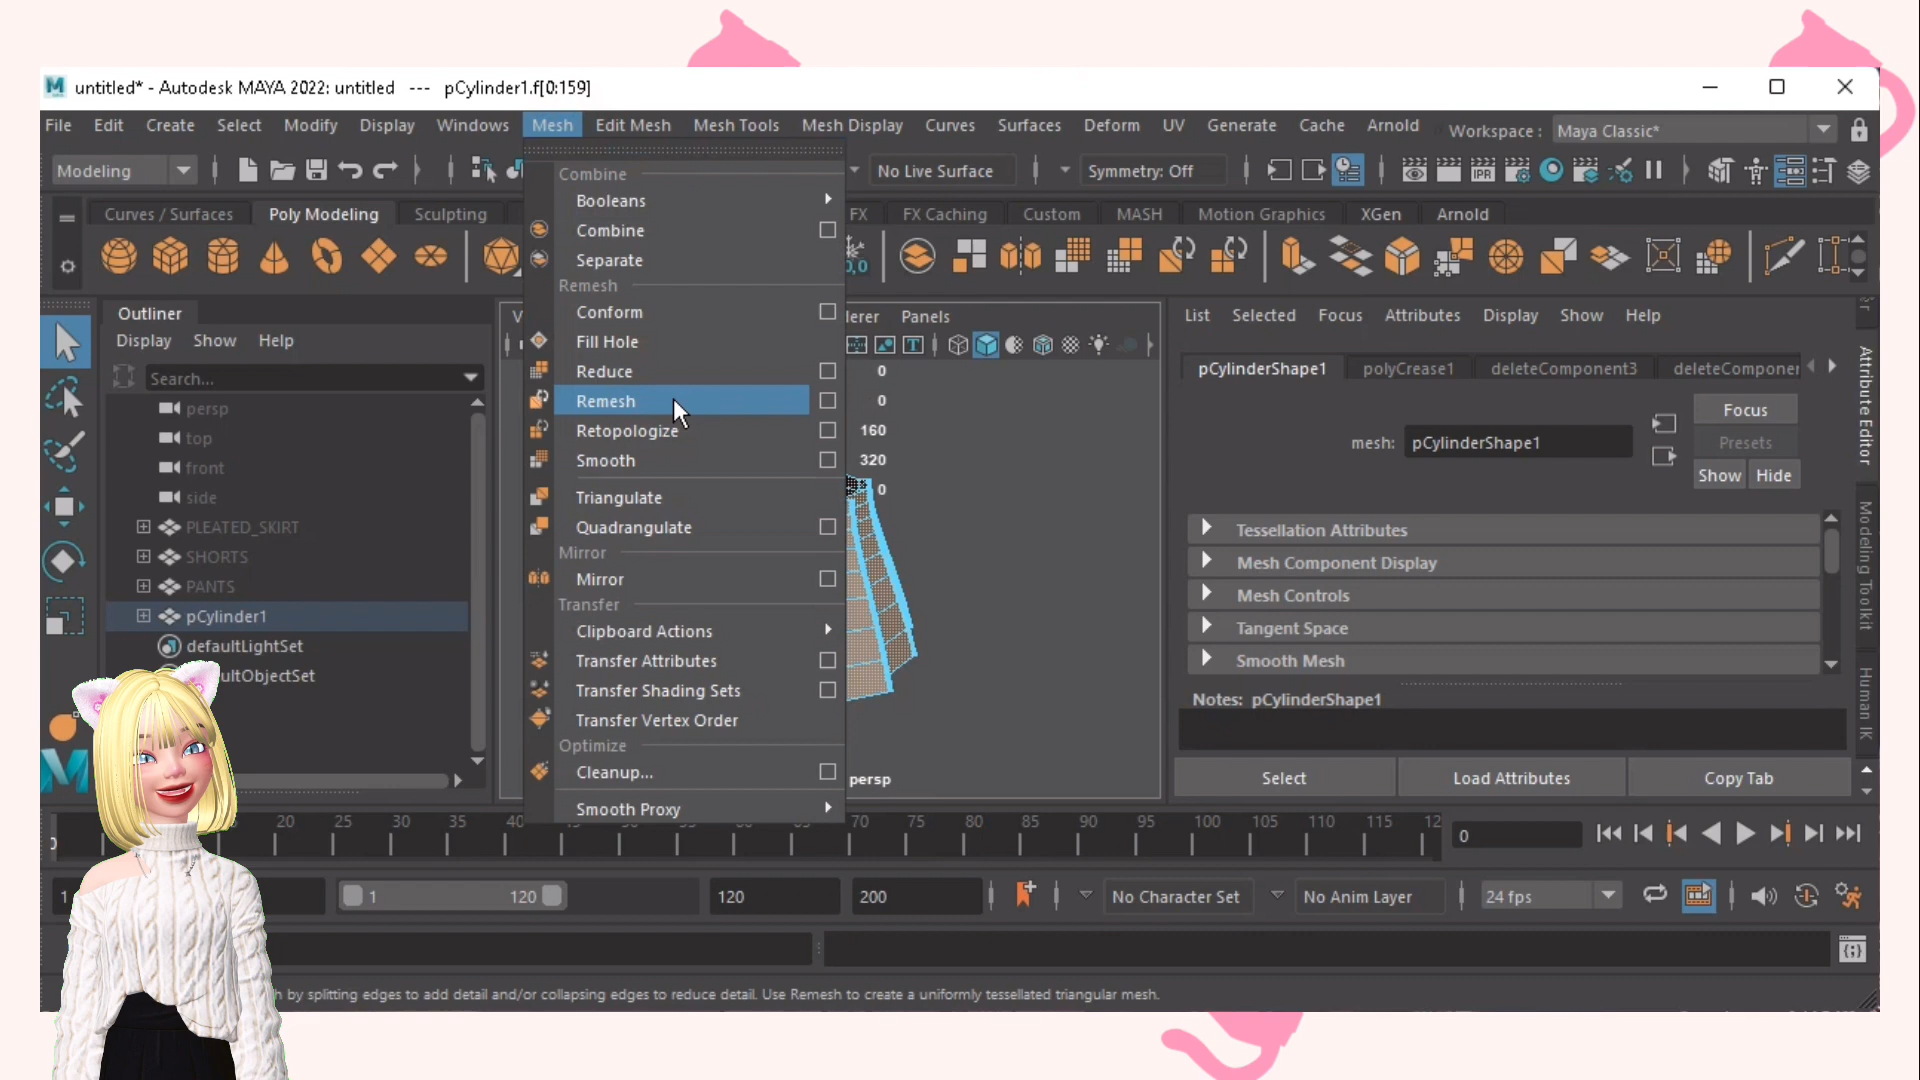 untitled* - Autodesk MAYA 2022: untitled --- pCylinder1.f[0:159]
File Edit Create Select Modify Display Windows Mesh Edit Mesh Mesh Tools Mesh Display Curves Surfaces Deform UV Generate Cache Arnold Workspace : Maya Classic*
Modeling No Live Surface Symmetry: Off IPR
Curves / Surfaces Poly Modeling Sculpting FX FX Caching Custom MASH Motion Graphics XGen Arnold
Combine
Booleans
Combine
Separate
Remesh
Conform
Fill Hole
Reduce
Remesh
Retopologize
Smooth
Triangulate
Quadrangulate
Mirror
Mirror
Transfer
Clipboard Actions
Transfer Attributes
Transfer Shading Sets
Transfer Vertex Order
Optimize
Cleanup...
Smooth Proxy
Outliner
Display Show Help
Search...
persp
top
front
side
PLEATED_SKIRT
SHORTS
PANTS
pCylinder1
defaultLightSet
ultObjectSet
Panels
0
0
160
320
0
persp
List Selected Focus Attributes Display Show Help
pCylinderShape1 polyCrease1 deleteComponent3 deleteComponer
Focus
mesh: pCylinderShape1 Presets
Show Hide
Tessellation Attributes
Mesh Component Display
Mesh Controls
Tangent Space
Smooth Mesh
Notes: pCylinderShape1
Select Load Attributes Copy Tab
Attribute Editor
Modeling Toolkit
Human IK
20 25 30 35 40 70 75 80 85 90 95 100 105 110 115 12 0
1 1 120 120 200 No Character Set No Anim Layer 24 fps
h by splitting edges to add detail and/or collapsing edges to reduce detail. Use Remesh to create a uniformly tessellated triangular mesh.